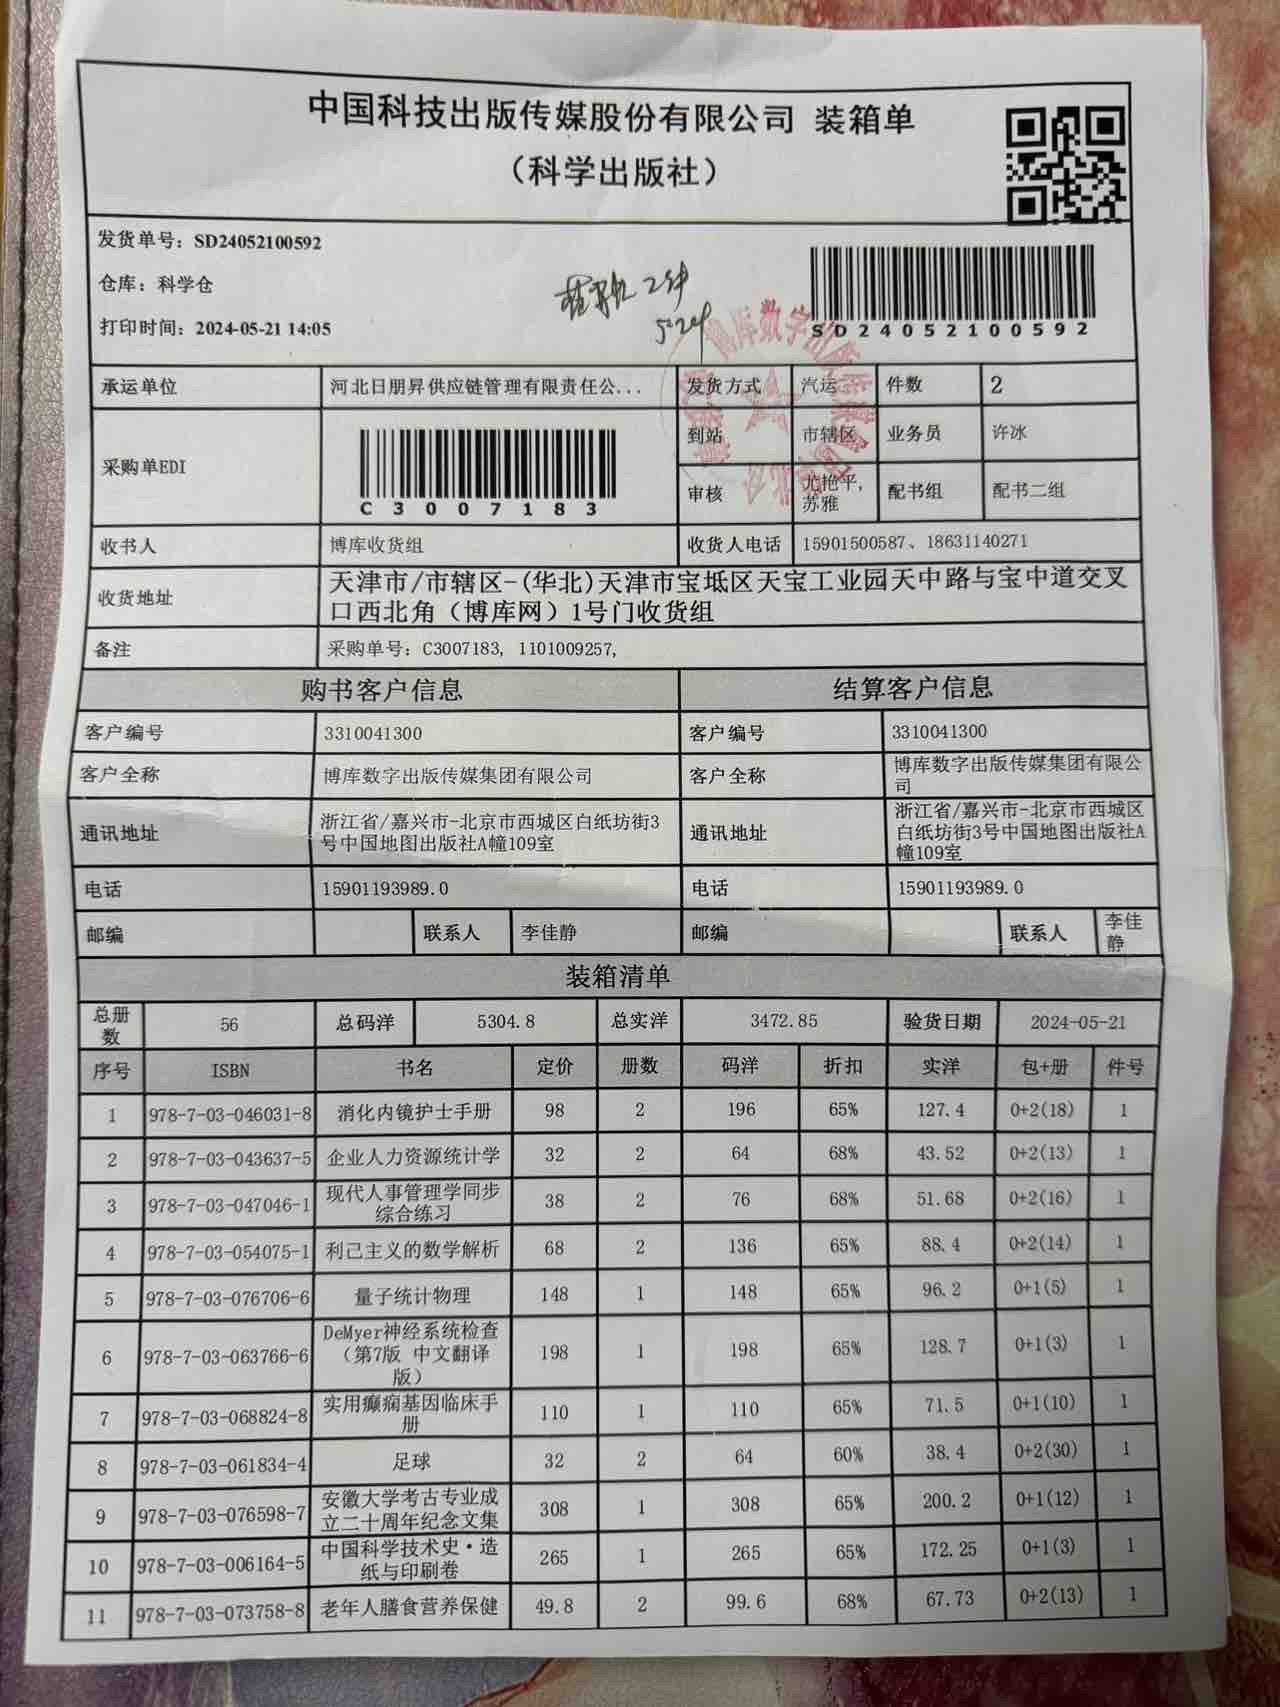 中国科技出版传媒股份有限公司 装箱单
（科学出版社）
发货单号：SD24052100592
仓库：科学仓
打印时间：2024-05-21 14:05
SD24052100592
5.24
承运单位 河北日朋昇供应链管理有限责任公... 发货方式 汽运 件数 2
采购单EDI C3007183 到站 市辖区 业务员 许冰
审核 尤艳平, 配书组 配书二组
苏雅
收书人 博库收货组 收货人电话 15901500587、18631140271
收货地址 天津市/市辖区-(华北)天津市宝坻区天宝工业园天中路与宝中道交叉
口西北角（博库网）1号门收货组
备注 采购单号：C3007183, 1101009257,
购书客户信息 结算客户信息
客户编号 3310041300 客户编号 3310041300
客户全称 博库数字出版传媒集团有限公司 客户全称 博库数字出版传媒集团有限公
司
通讯地址 浙江省/嘉兴市-北京市西城区白纸坊街3
号中国地图出版社A幢109室 通讯地址 浙江省/嘉兴市-北京市西城区
白纸坊街3号中国地图出版社A
幢109室
电话 15901193989.0 电话 15901193989.0
邮编 联系人 李佳静 邮编 联系人 李佳
静
装箱清单
总册
数 56 总码洋 5304.8 总实洋 3472.85 验货日期 2024-05-21
序号 ISBN 书名 定价 册数 码洋 折扣 实洋 包+册 件号
1 978-7-03-046031-8 消化内镜护士手册 98 2 196 65% 127.4 0+2(18) 1
2 978-7-03-043637-5 企业人力资源统计学 32 2 64 68% 43.52 0+2(13) 1
3 978-7-03-047046-1 现代人事管理学同步
综合练习 38 2 76 68% 51.68 0+2(16) 1
4 978-7-03-054075-1 利己主义的数学解析 68 2 136 65% 88.4 0+2(14) 1
5 978-7-03-076706-6 量子统计物理 148 1 148 65% 96.2 0+1(5) 1
6 978-7-03-063766-6 DeMyer神经系统检查
（第7版 中文翻译
版） 198 1 198 65% 128.7 0+1(3) 1
7 978-7-03-068824-8 实用癫痫基因临床手
册 110 1 110 65% 71.5 0+1(10) 1
8 978-7-03-061834-4 足球 32 2 64 60% 38.4 0+2(30) 1
9 978-7-03-076598-7 安徽大学考古专业成
立二十周年纪念文集 308 1 308 65% 200.2 0+1(12) 1
10 978-7-03-006164-5 中国科学技术史·造
纸与印刷卷 265 1 265 65% 172.25 0+1(3) 1
11 978-7-03-073758-8 老年人膳食营养保健 49.8 2 99.6 68% 67.73 0+2(13) 1